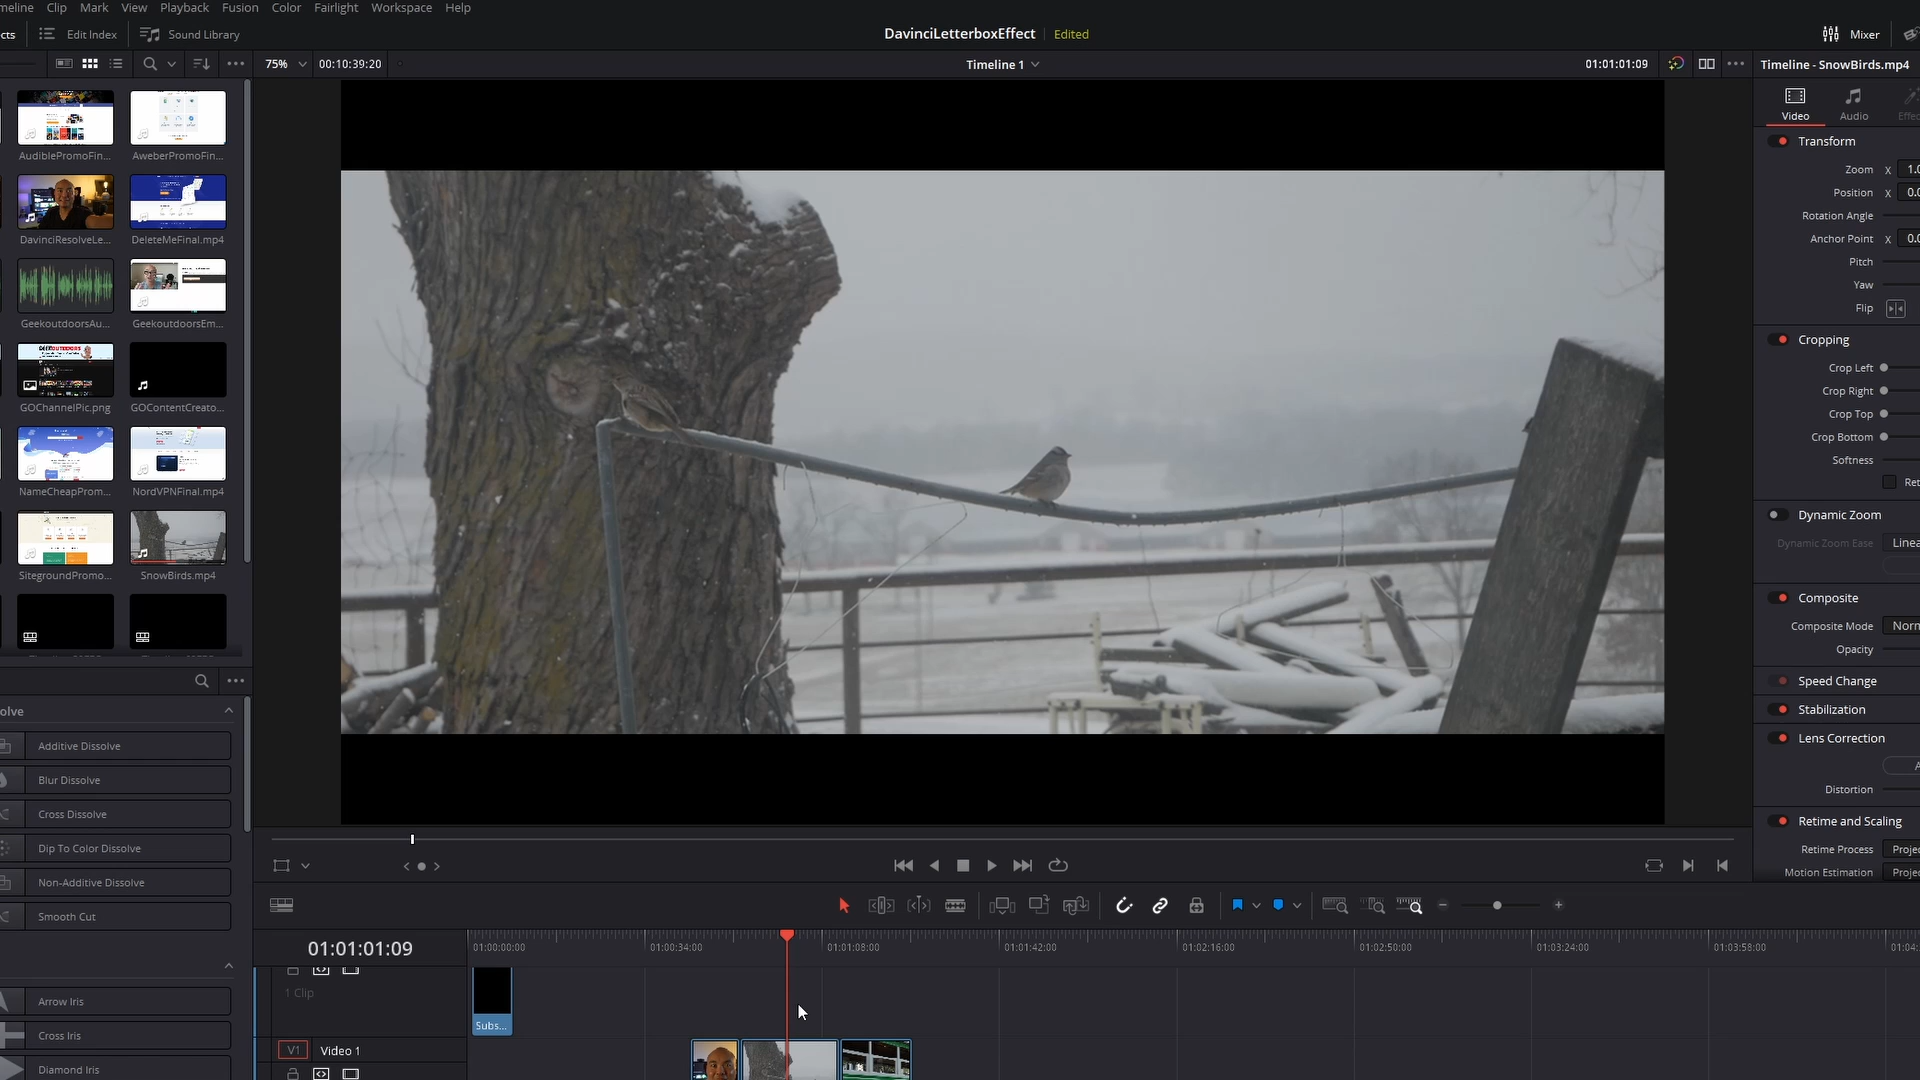 meline Clip Mark View Playback Fusion Color Fairlight Workspace Help
cts Edit Index Sound Library DavinciLetterboxEffect Edited Mixer
75% 00:10:39:20 Timeline 1 01:01:01:09 Timeline - SnowBirds.mp4
Video Audio Effec
AudiblePromoFin... AweberPromoFin...
DavinciResolveLe... DeleteMeFinal.mp4
GeekoutdoorsAu... GeekoutdoorsEm...
GOChannelPic.png GOContentCreato...
NameCheapProm... NordVPNFinal.mp4
SitegroundPromo... SnowBirds.mp4
Transform
Zoom X 1.0
Position X 0.0
Rotation Angle
Anchor Point X 0.0
Pitch
Yaw
Flip
Cropping
Crop Left
Crop Right
Crop Top
Crop Bottom
Softness
Ret
Dynamic Zoom
Dynamic Zoom Ease Linea
Composite
Composite Mode Norm
Opacity
Speed Change
Stabilization
Lens Correction
A
Distortion
Retime and Scaling
Retime Process Projec
Motion Estimation Projec
olve
Additive Dissolve
Blur Dissolve
Cross Dissolve
Dip To Color Dissolve
Non-Additive Dissolve
Smooth Cut
Arrow Iris
Cross Iris
Diamond Iris
01:01:01:09 01:00:00:00 01:00:34:00 01:01:08:00 01:01:42:00 01:02:16:00 01:02:50:00 01:03:24:00 01:03:58:00 01:04:
1 Clip
Subs...
V1 Video 1